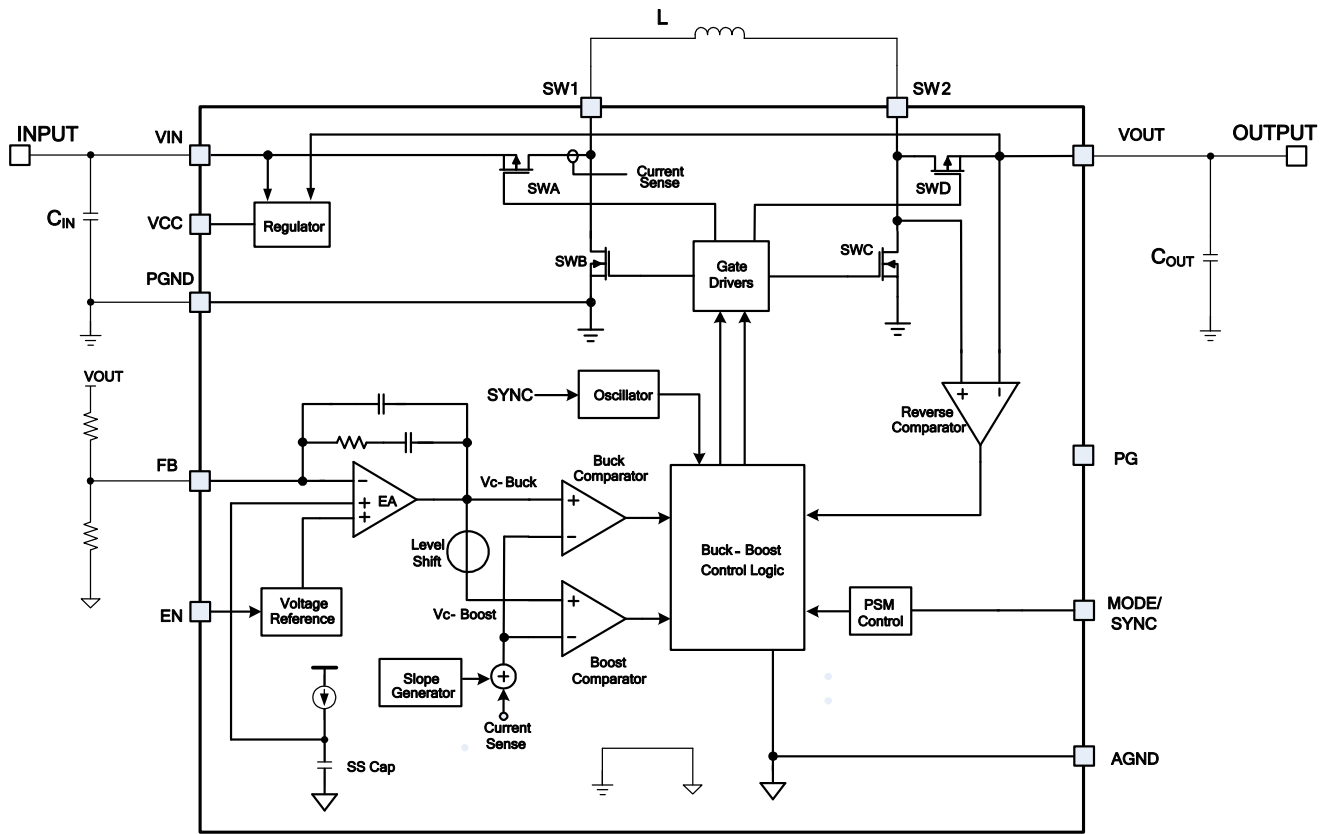 L
SW1
SW2
INPUT
VIN
VOUT
OUTPUT
SWA
Current
Sense
SWD
CIN
VCC
Regulator
SWB
Gate
Drivers
SWC
COUT
PGND
VOUT
SYNC
Oscillator
+
−
Reverse
Comparator
FB
−
+
+
EA
Vc- Buck
Buck
Comparator
+
−
PG
Level
Shift
Buck - Boost
Control Logic
EN
Voltage
Reference
Vc- Boost
+
−
PSM
Control
MODE/
SYNC
Slope
Generator
+
Boost
Comparator
Current
Sense
SS Cap
AGND